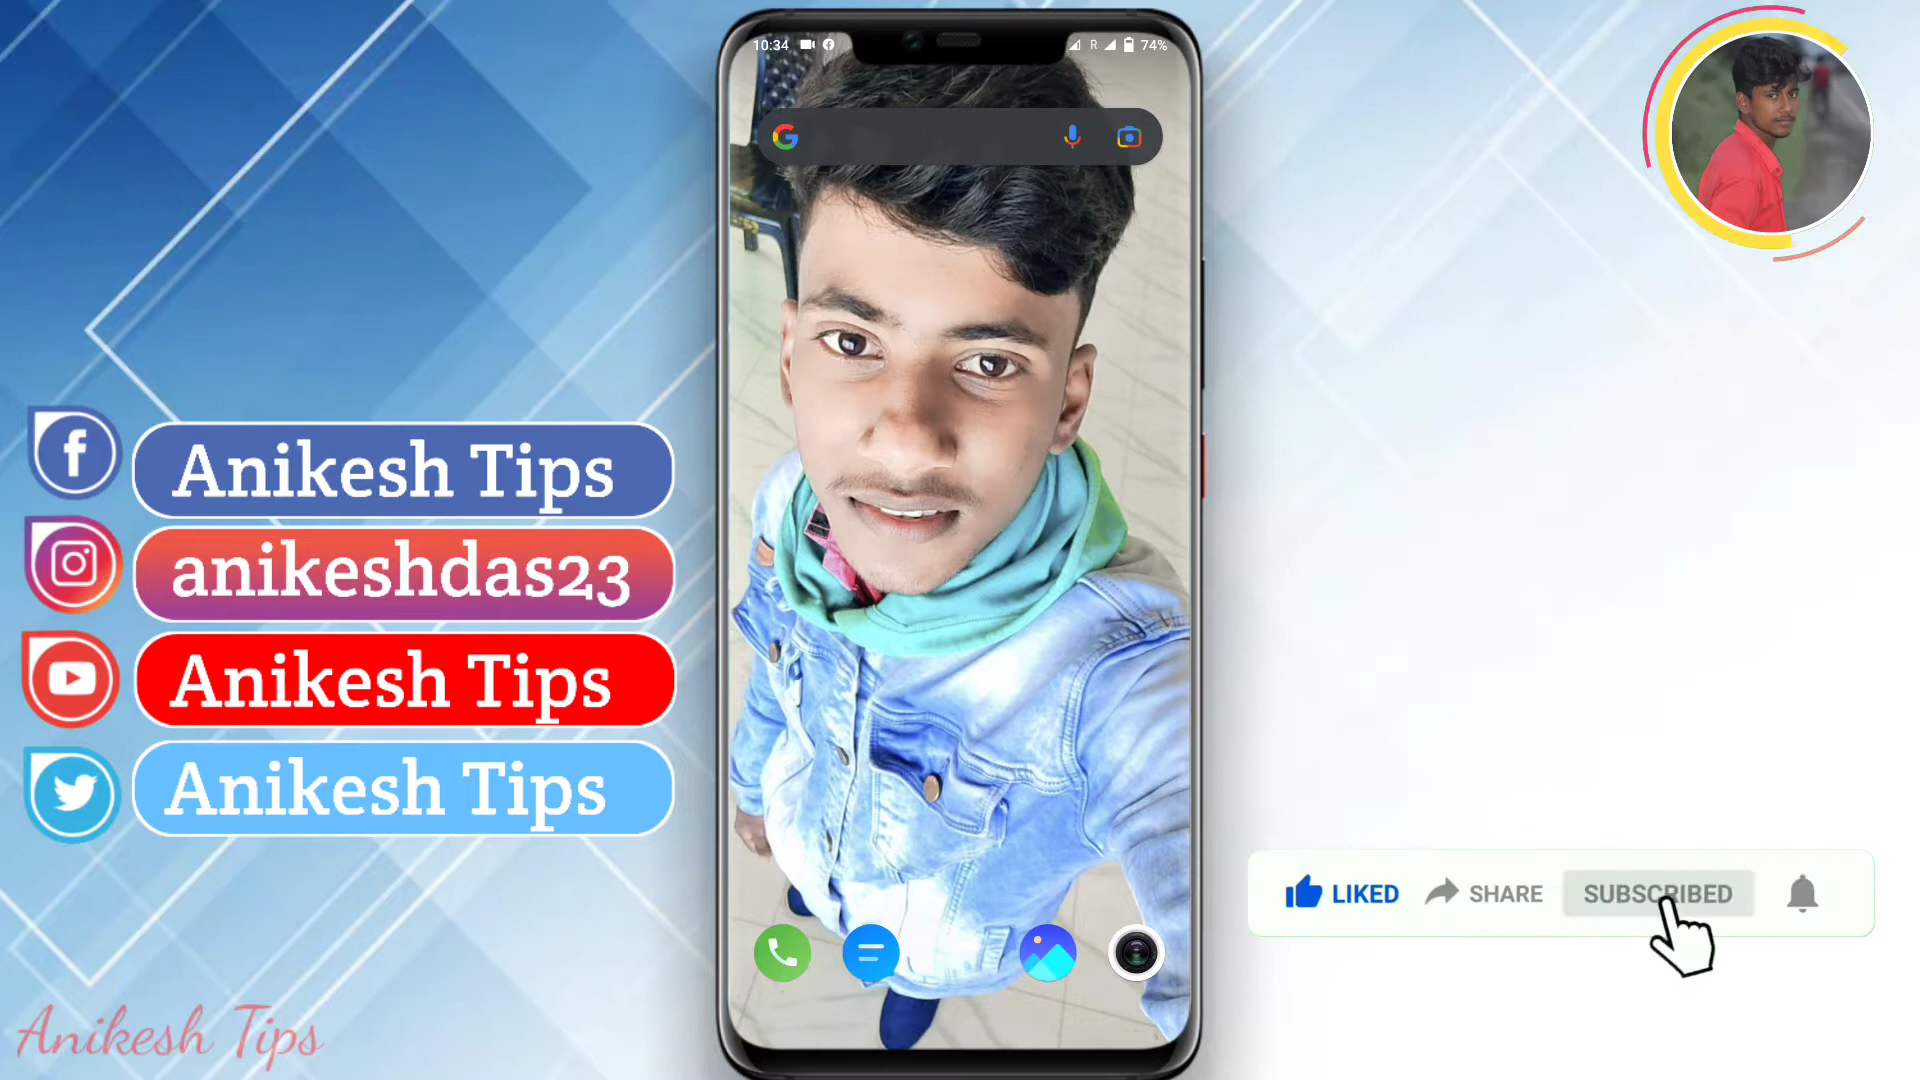 10:34
R
74%
Anikesh Tips
anikeshdas23
Anikesh Tips
Anikesh Tips
LIKED SHARE SUBSCRIBED
Anikesh Tips